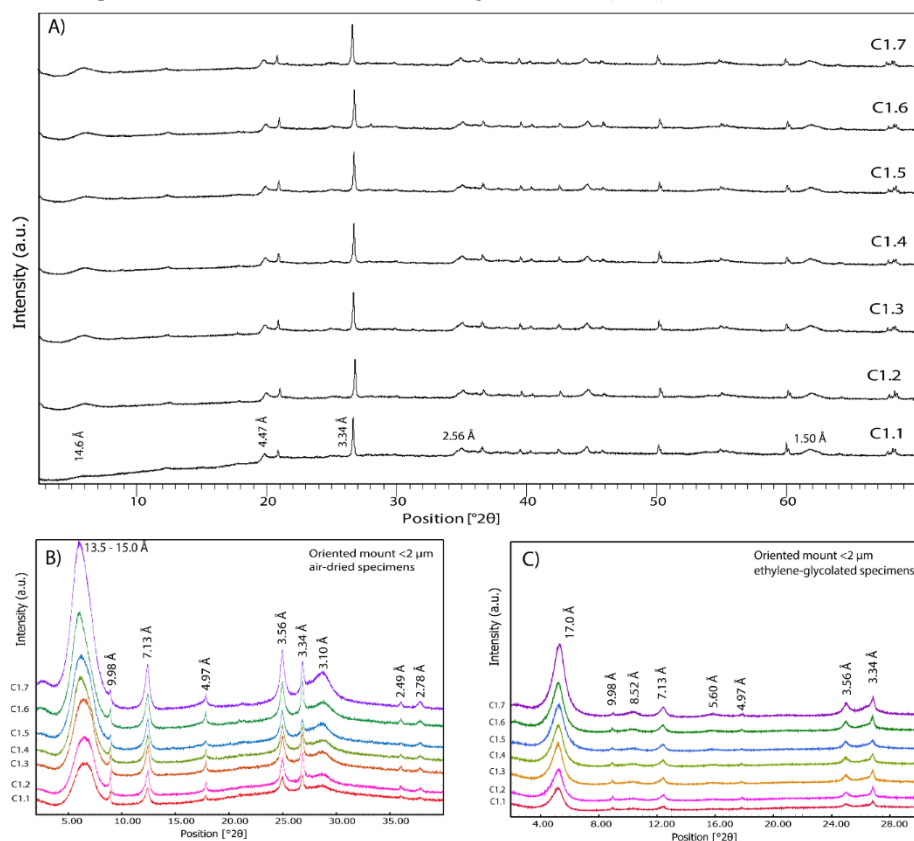 A)
C1.7
C1.6
C1.5
C1.4
C1.3
C1.2
C1.1
14.6 Å
4.47 Å
3.34 Å
2.56 Å
1.50 Å
Intensity (a.u.)
10 20 30 40 50 60
Position [°2θ]
B)
13.5 - 15.0 Å
Oriented mount <2 µm
air-dried specimens
Intensity (a.u.)
9.98 Å
7.13 Å
4.97 Å
3.56 Å
3.34 Å
3.10 Å
2.49 Å
2.78 Å
C1.7
C1.6
C1.5
C1.4
C1.3
C1.2
C1.1
5.00 10.00 15.00 20.00 25.00 30.00 35.00
Position [°2θ]
C)
Oriented mount <2 µm
ethylene-glycolated specimens
Intensity (a.u.)
17.0 Å
9.98 Å
8.52 Å
7.13 Å
5.60 Å
4.97 Å
3.56 Å
3.34 Å
C1.7
C1.6
C1.5
C1.4
C1.3
C1.2
C1.1
4.00 8.00 12.00 16.00 20.00 24.00 28.00
Position [°2θ]